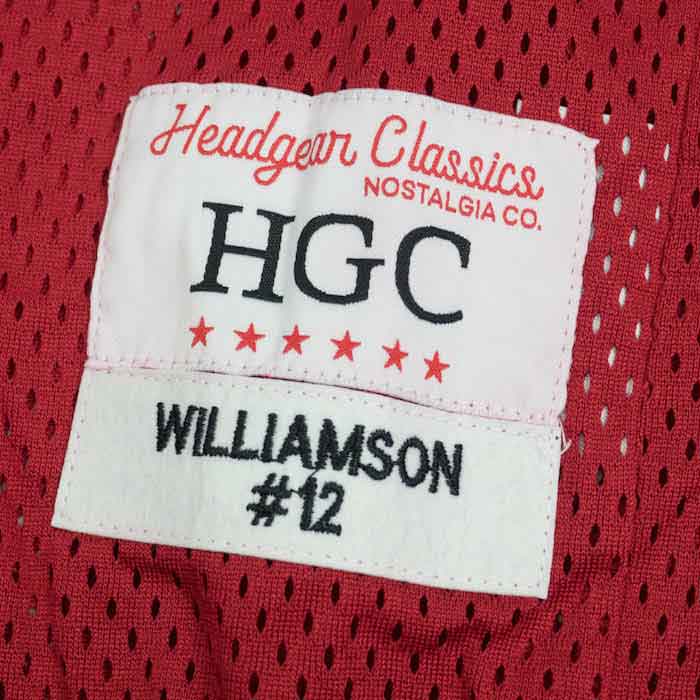 Headgear Classics
NOSTALGIA CO.
HGC
WILLIAMSON
#12